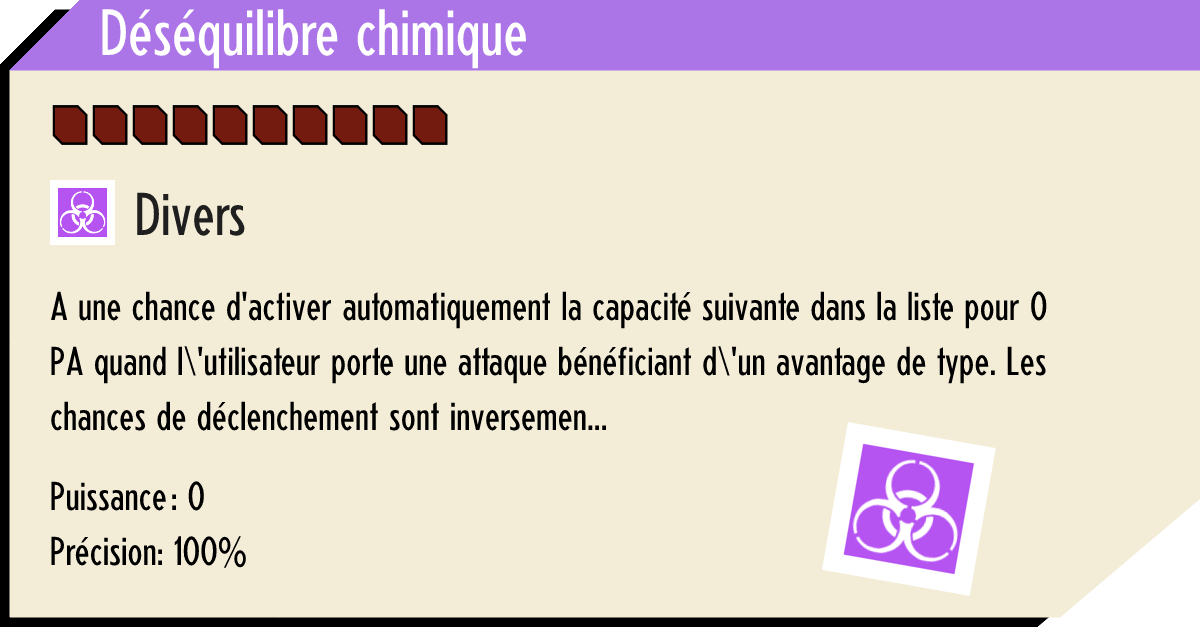 Déséquilibre chimique
Divers
A une chance d'activer automatiquement la capacité suivante dans la liste pour 0
PA quand l\'utilisateur porte une attaque bénéficiant d\'un avantage de type. Les
chances de déclenchement sont inversemen...
Puissance : 0
Précision: 100%